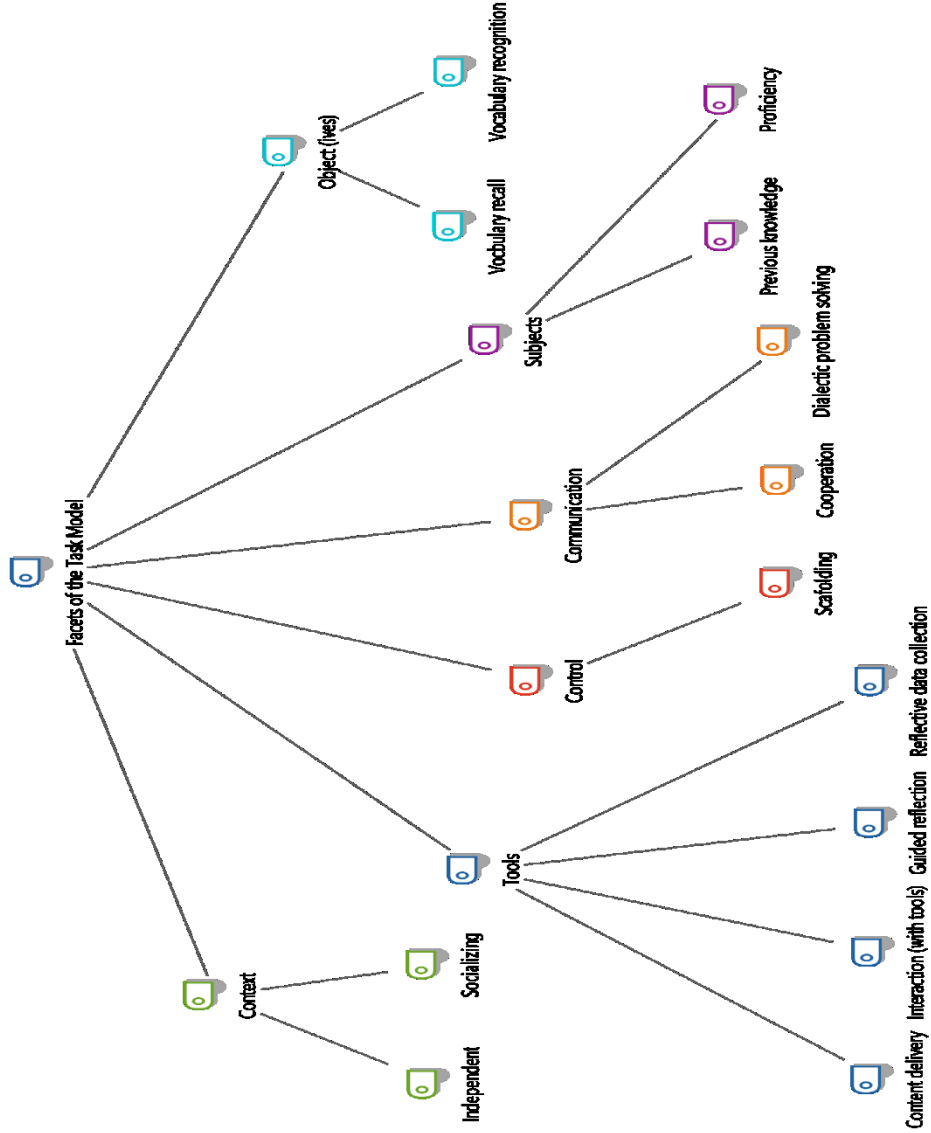 Facets of the Task Model
Context
Independent
Socializing
Tools
Content delivery
Interaction (with tools)
Guided reflection
Reflective data collection
Control
Scafolding
Communication
Cooperation
Dialectic problem solving
Subjects
Previous knowledge
Proficiency
Object (ives)
Vocbulary recall
Vocabulary recognition